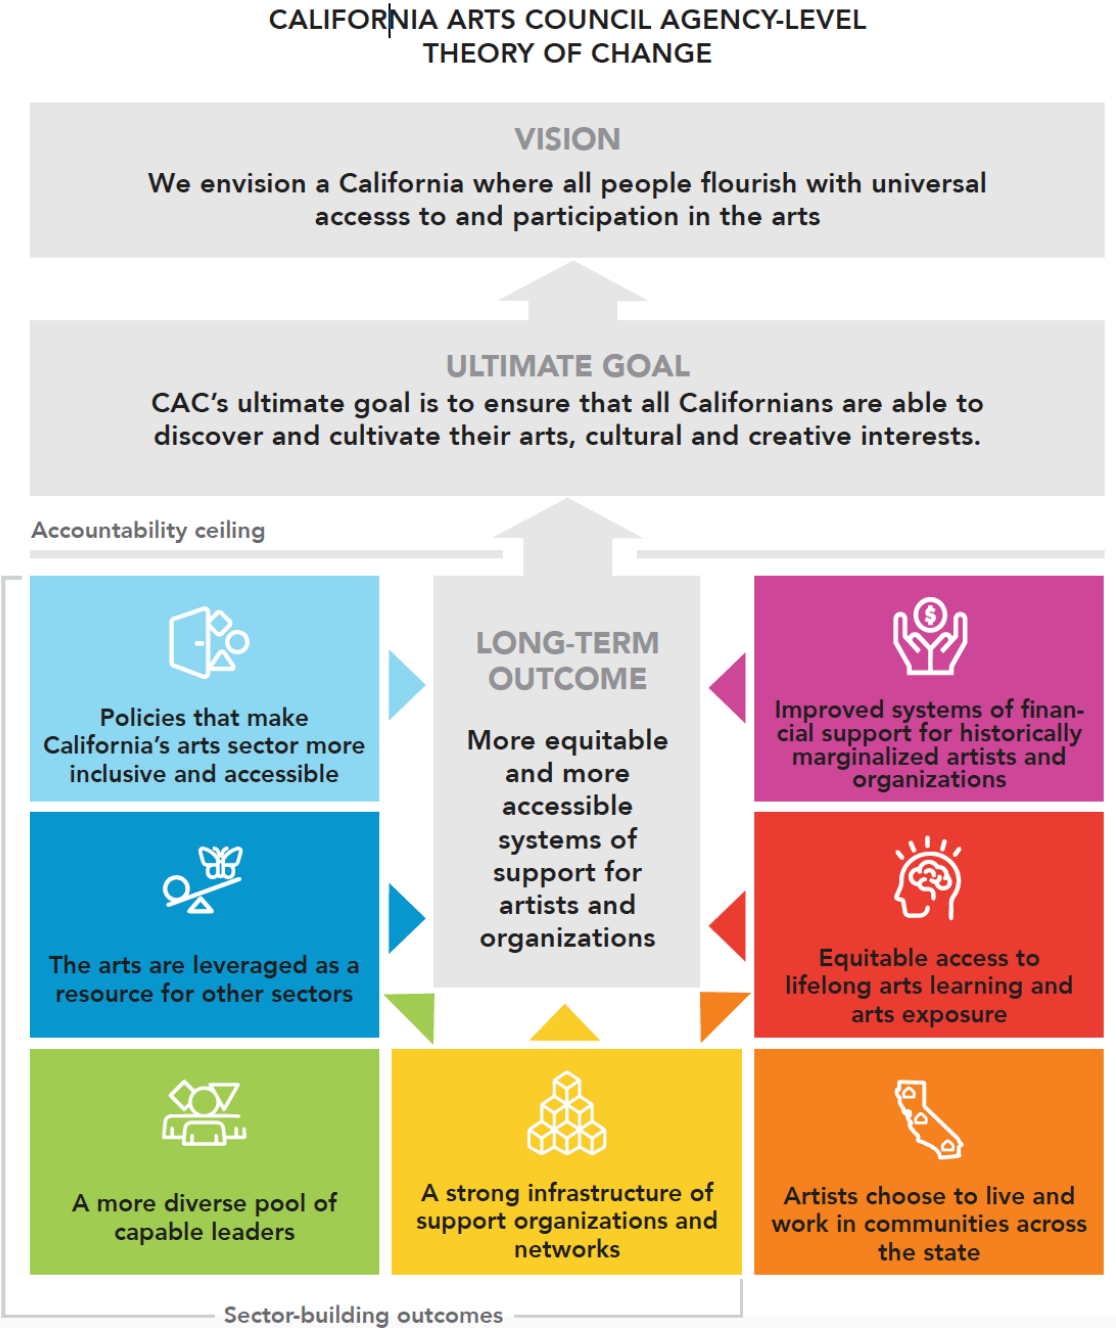 CALIFORNIA ARTS COUNCIL AGENCY-LEVEL
THEORY OF CHANGE
VISION
We envision a California where all people flourish with universal
accesss to and participation in the arts
ULTIMATE GOAL
CAC’s ultimate goal is to ensure that all Californians are able to
discover and cultivate their arts, cultural and creative interests.
Accountability ceiling
Policies that make
California’s arts sector more
inclusive and accessible
LONG-TERM
OUTCOME
More equitable
and more
accessible
systems of
support for
artists and
organizations
$
Improved systems of finan-
cial support for historically
marginalized artists and
organizations
The arts are leveraged as a
resource for other sectors
Equitable access to
lifelong arts learning and
arts exposure
A more diverse pool of
capable leaders
A strong infrastructure of
support organizations and
networks
Artists choose to live and
work in communities across
the state
Sector-building outcomes